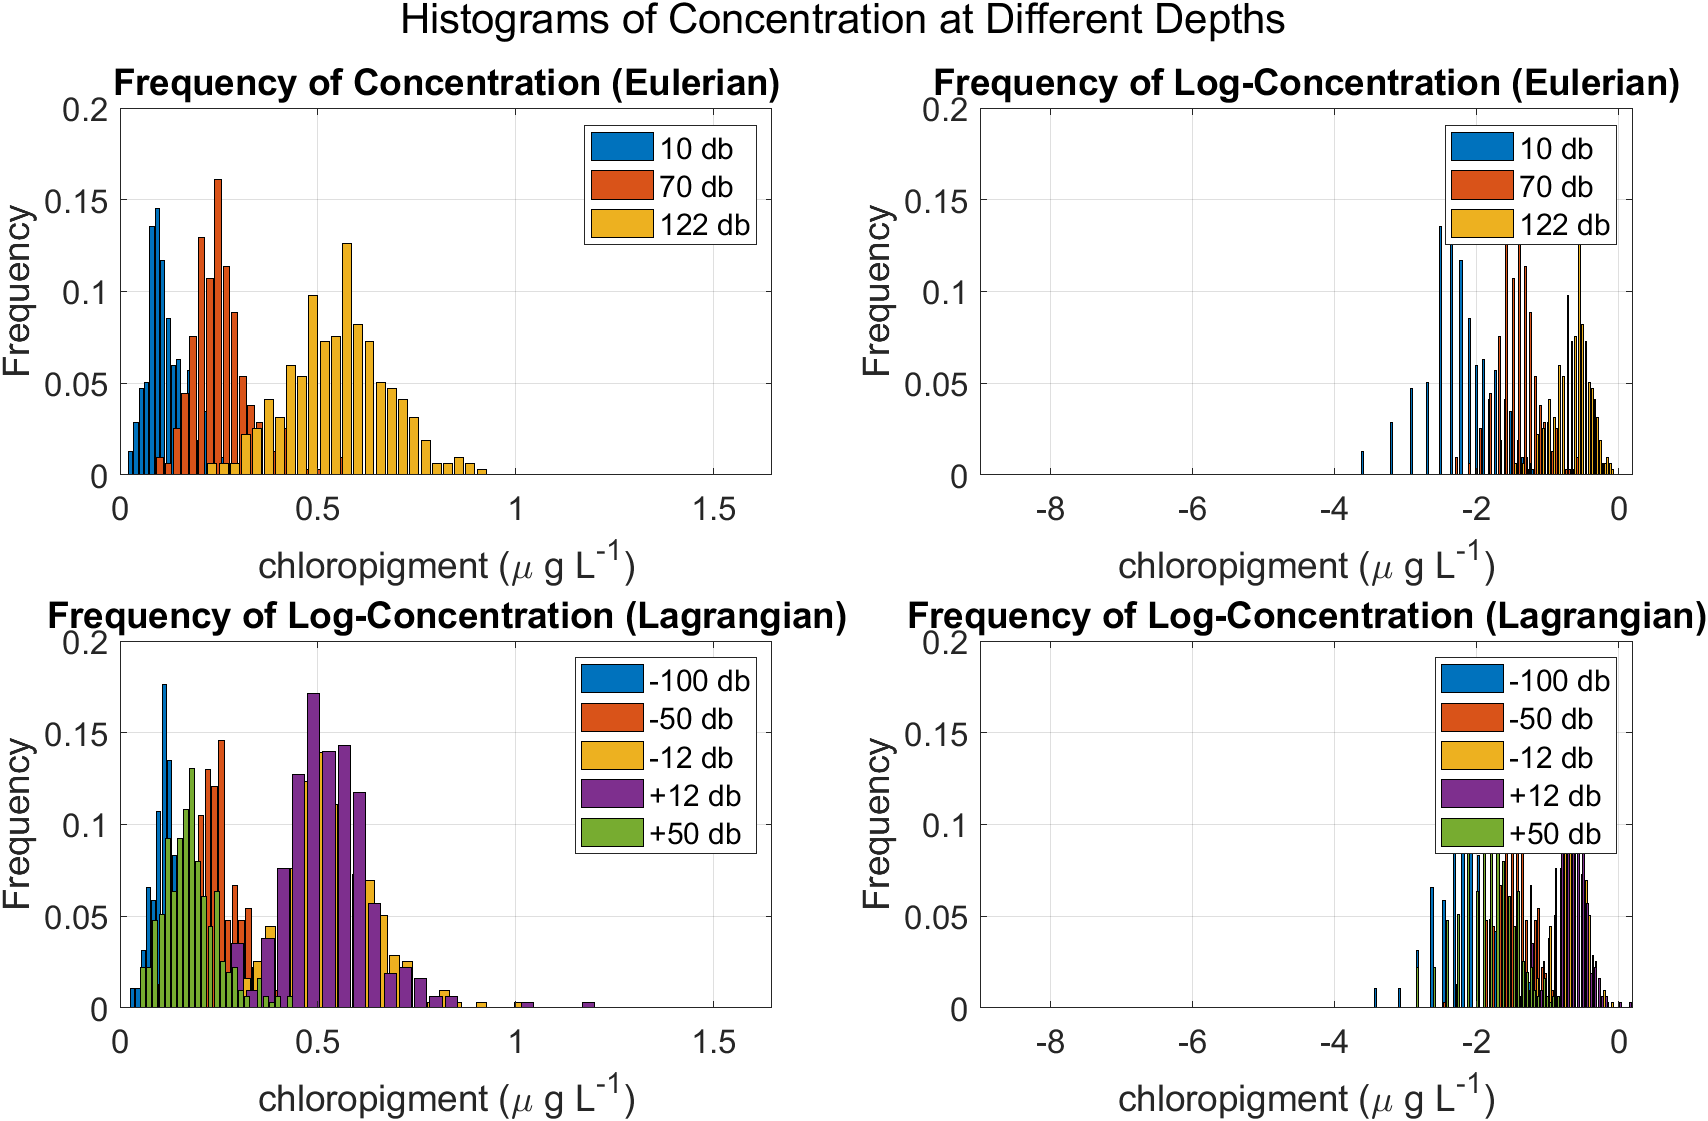 Histograms of Concentration at Different Depths
Frequency of Concentration (Eulerian)
0.2
0.15
0.1
0.05
0
Frequency
10 db
70 db
122 db
0 0.5 1 1.5
chloropigment (μ g L-1)
Frequency of Log-Concentration (Eulerian)
0.2
0.15
0.1
0.05
0
Frequency
10 db
70 db
122 db
-8 -6 -4 -2 0
chloropigment (μ g L-1)
Frequency of Log-Concentration (Lagrangian)
0.2
0.15
0.1
0.05
0
Frequency
-100 db
-50 db
-12 db
+12 db
+50 db
0 0.5 1 1.5
chloropigment (μ g L-1)
Frequency of Log-Concentration (Lagrangian)
0.2
0.15
0.1
0.05
0
Frequency
-100 db
-50 db
-12 db
+12 db
+50 db
-8 -6 -4 -2 0
chloropigment (μ g L-1)